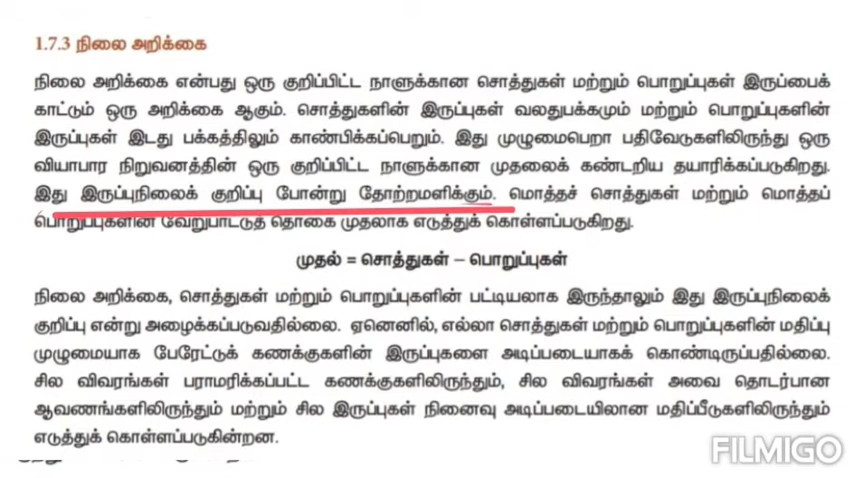 1.7.3 நிலை அறிக்கை
நிலை அறிக்கை என்பது ஒரு குறிப்பிட்ட நாளுக்கான சொத்துகள் மற்றும் பொறுப்புகள் இருப்பைக்
காட்டும் ஒரு அறிக்கை ஆகும். சொத்துகளின் இருப்புகள் வலதுபக்கமும் மற்றும் பொறுப்புகளின்
இருப்புகள் இடது பக்கத்திலும் காண்பிக்கப்பெறும். இது முழுமைபெறா பதிவேடுகளிலிருந்து ஒரு
வியாபார நிறுவனத்தின் ஒரு குறிப்பிட்ட நாளுக்கான முதலைக் கண்டறிய தயாரிக்கப்படுகிறது.
இது இருப்புநிலைக் குறிப்பு போன்று தோற்றமளிக்கும். மொத்தச் சொத்துகள் மற்றும் மொத்தப்
பொறுப்புகளின் வேறுபாட்டுத் தொகை முதலாக எடுத்துக் கொள்ளப்படுகிறது.
முதல் = சொத்துகள் – பொறுப்புகள்
நிலை அறிக்கை, சொத்துகள் மற்றும் பொறுப்புகளின் பட்டியலாக இருந்தாலும் இது இருப்புநிலைக்
குறிப்பு என்று அழைக்கப்படுவதில்லை. ஏனெனில், எல்லா சொத்துகள் மற்றும் பொறுப்புகளின் மதிப்பு
முழுமையாக பேரேட்டுக் கணக்குகளின் இருப்புகளை அடிப்படையாகக் கொண்டிருப்பதில்லை.
சில விவரங்கள் பராமரிக்கப்பட்ட கணக்குகளிலிருந்தும், சில விவரங்கள் அவை தொடர்பான
ஆவணங்களிலிருந்தும் மற்றும் சில இருப்புகள் நினைவு அடிப்படையிலான மதிப்பீடுகளிலிருந்தும்
எடுத்துக் கொள்ளப்படுகின்றன.
FILMIGO